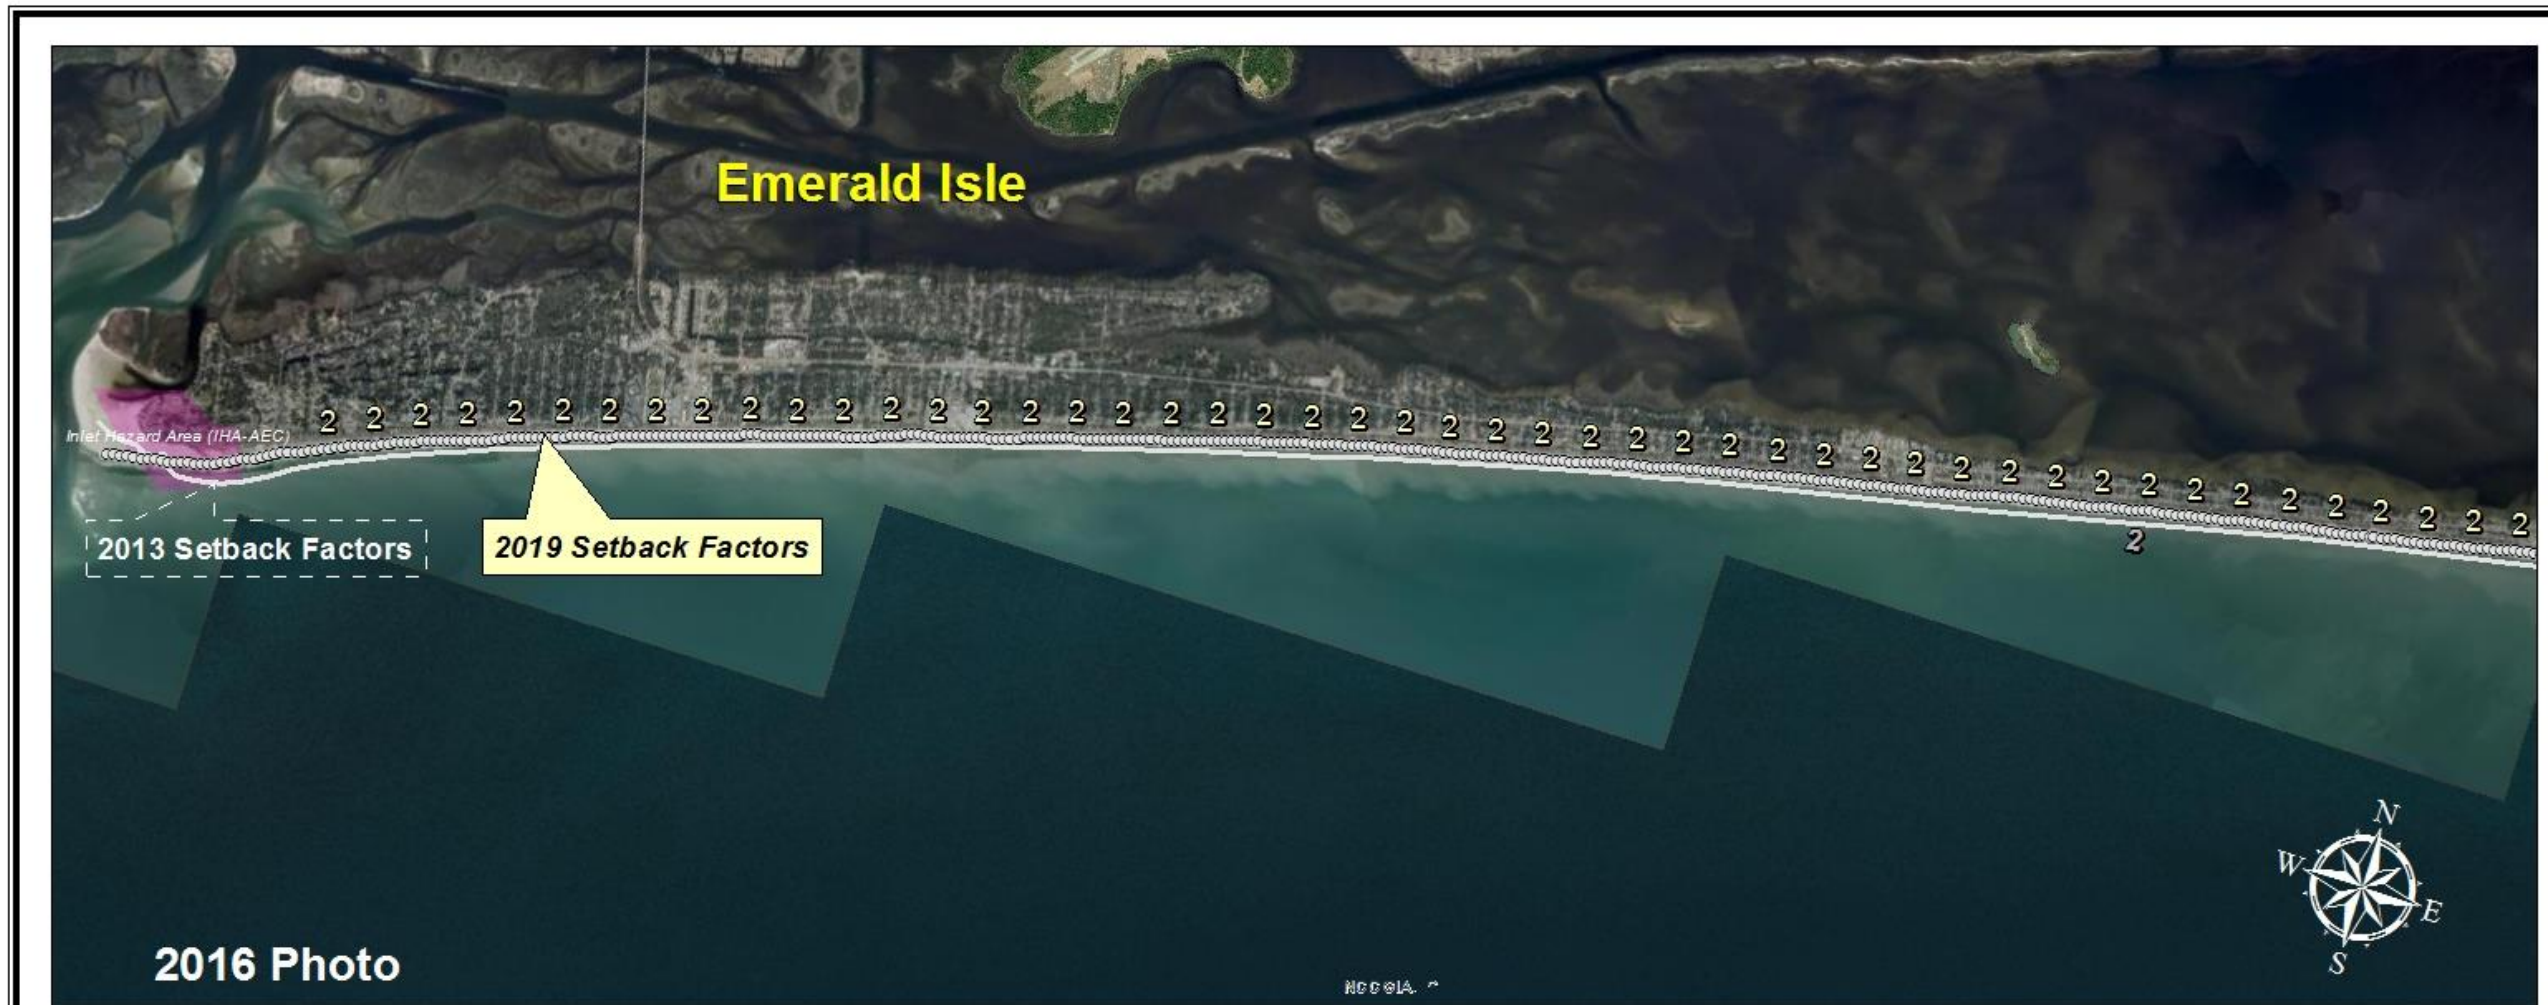 Emerald Isle
2 2 2 2 2 2 2 2 2 2 2 2 2 2 2 2 2 2 2 2 2 2 2 2 2 2 2 2 2 2 2 2 2 2 2 2 2 2 2 2 2 2 2 2 2 2 2 2
Inlet Hazard Area (IHA-AEC)
2013 Setback Factors
2019 Setback Factors
2
N
W
E
S
2016 Photo